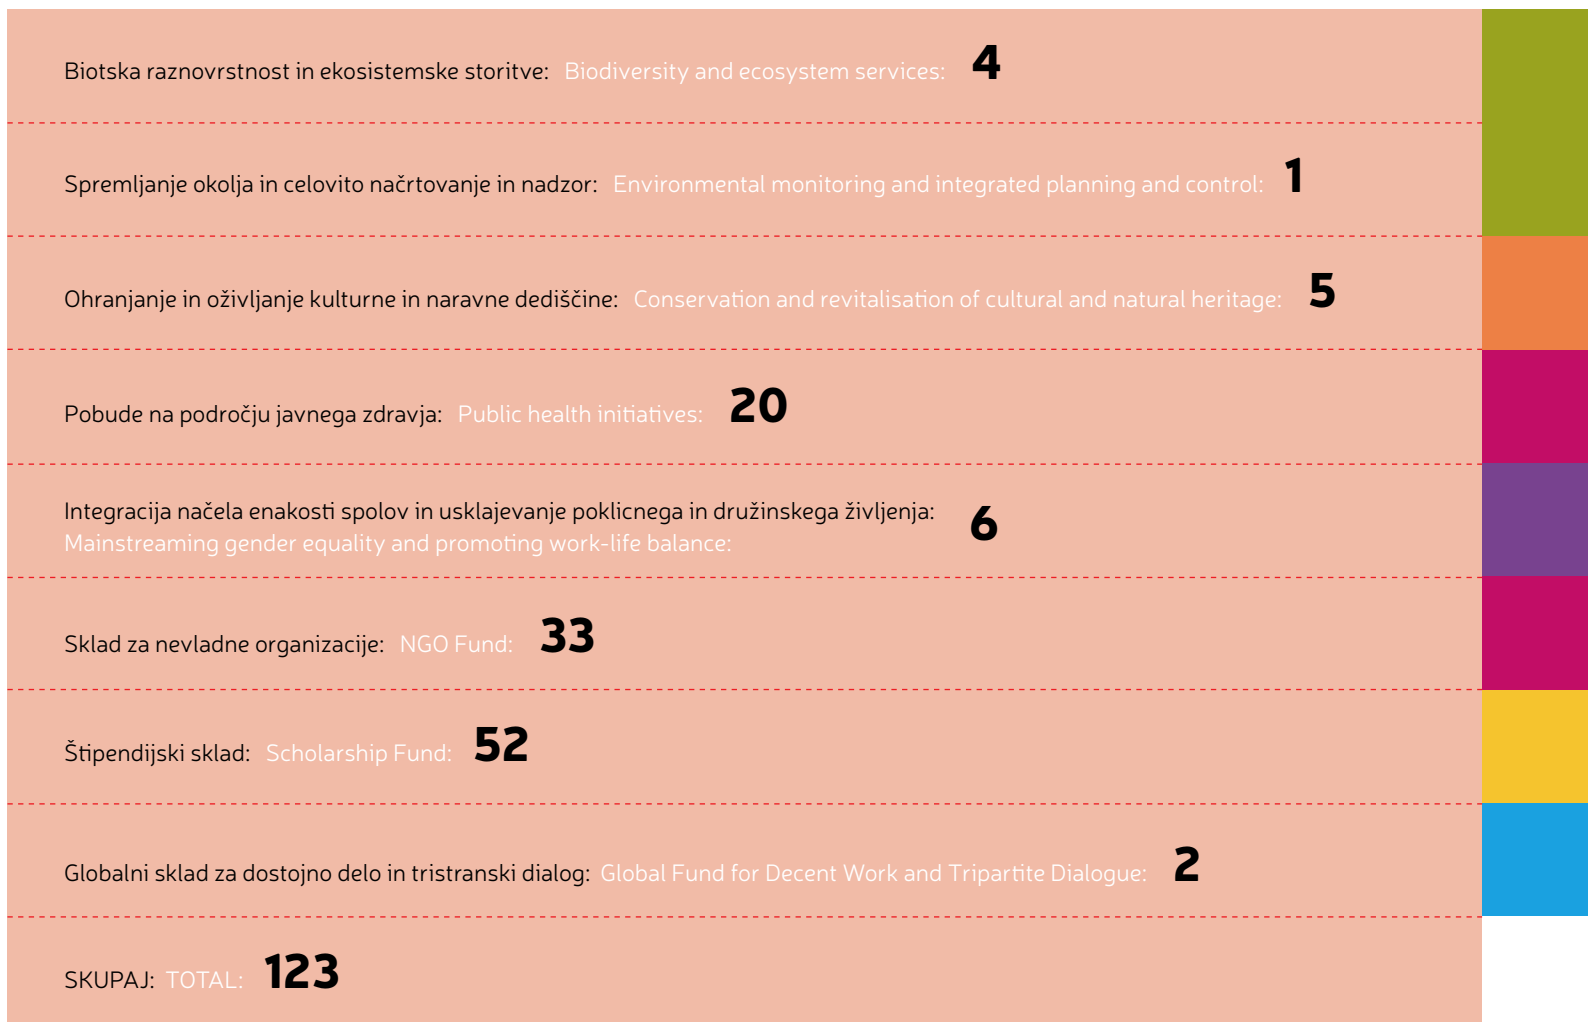 Biotska raznovrstnost in ekosistemske storitve: Biodiversity and ecosystem services: 4
Spremljanje okolja in celovito načrtovanje in nadzor: Environmental monitoring and integrated planning and control: 1
Ohranjanje in oživljanje kulturne in naravne dediščine: Conservation and revitalisation of cultural and natural heritage: 5
Pobude na področju javnega zdravja: Public health initiatives: 20
Integracija načela enakosti spolov in usklajevanje poklicnega in družinskega življenja: 6
Mainstreaming gender equality and promoting work-life balance:
Sklad za nevladne organizacije: NGO Fund: 33
Štipendijski sklad: Scholarship Fund: 52
Globalni sklad za dostojno delo in tristranski dialog: Global Fund for Decent Work and Tripartite Dialogue: 2
SKUPAJ: TOTAL: 123